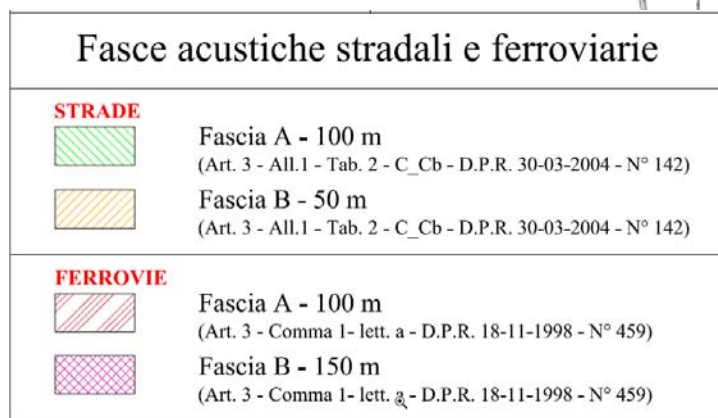 Fasce acustiche stradali e ferroviarie
STRADE
Fascia A - 100 m
(Art. 3 - All.1 - Tab. 2 - C_Cb - D.P.R. 30-03-2004 - N° 142)
Fascia B - 50 m
(Art. 3 - All.1 - Tab. 2 - C_Cb - D.P.R. 30-03-2004 - N° 142)
FERROVIE
Fascia A - 100 m
(Art. 3 - Comma 1- lett. a - D.P.R. 18-11-1998 - N° 459)
Fascia B - 150 m
(Art. 3 - Comma 1- lett. a - D.P.R. 18-11-1998 - N° 459)